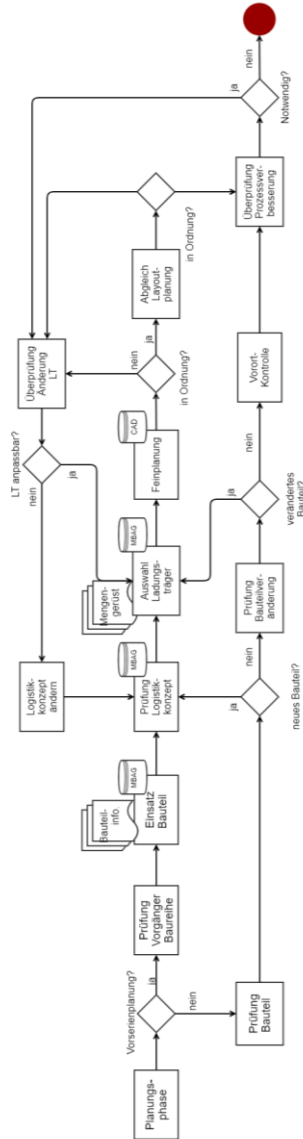 Planungs-
phase
Vorserienplanung?
ja
nein
Prüfung
Vorgänger
Baureihe
Prüfung
Bauteil
Bauteil-
info.
MBAG
Einsatz
Bauteil
Logistik-
konzept
ändern
MBAG
Prüfung
Logistik-
konzept
ja
neues Bauteil?
nein
Mengen-
gerüst
MBAG
Auswahl
Ladungs-
träger
Prüfung
Bauteilver-
änderung
LT anpassbar?
nein
ja
CAD
Feinplanung
ja
verändertes
Bauteil?
nein
Überprüfung
Änderung
LT
nein
ja
in Ordnung?
Vorort-
Kontrolle
Abgleich
Layout-
planung
in Ordnung?
Überprüfung
Prozessver-
besserung
ja
nein
Notwendig?